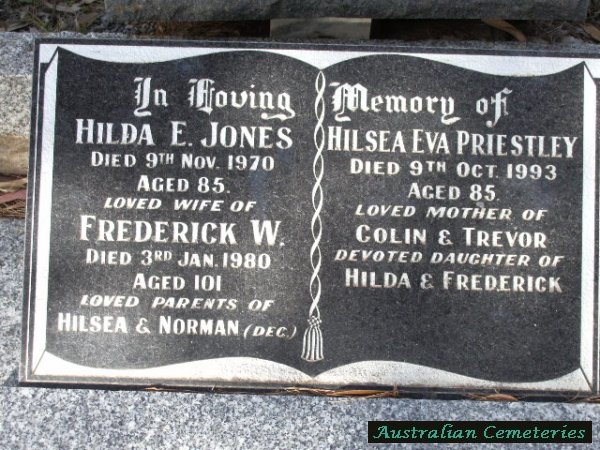 In Loving Memory of
HILDA E. JONES
DIED 9TH NOV. 1970
AGED 85.
LOVED WIFE OF
FREDERICK W.
DIED 3RD JAN. 1980
AGED 101
LOVED PARENTS OF
HILSEA & NORMAN (DEC.)
HILSEA EVA PRIESTLEY
DIED 9TH OCT. 1993
AGED 85
LOVED MOTHER OF
COLIN & TREVOR
DEVOTED DAUGHTER OF
HILDA & FREDERICK
Australian Cemeteries